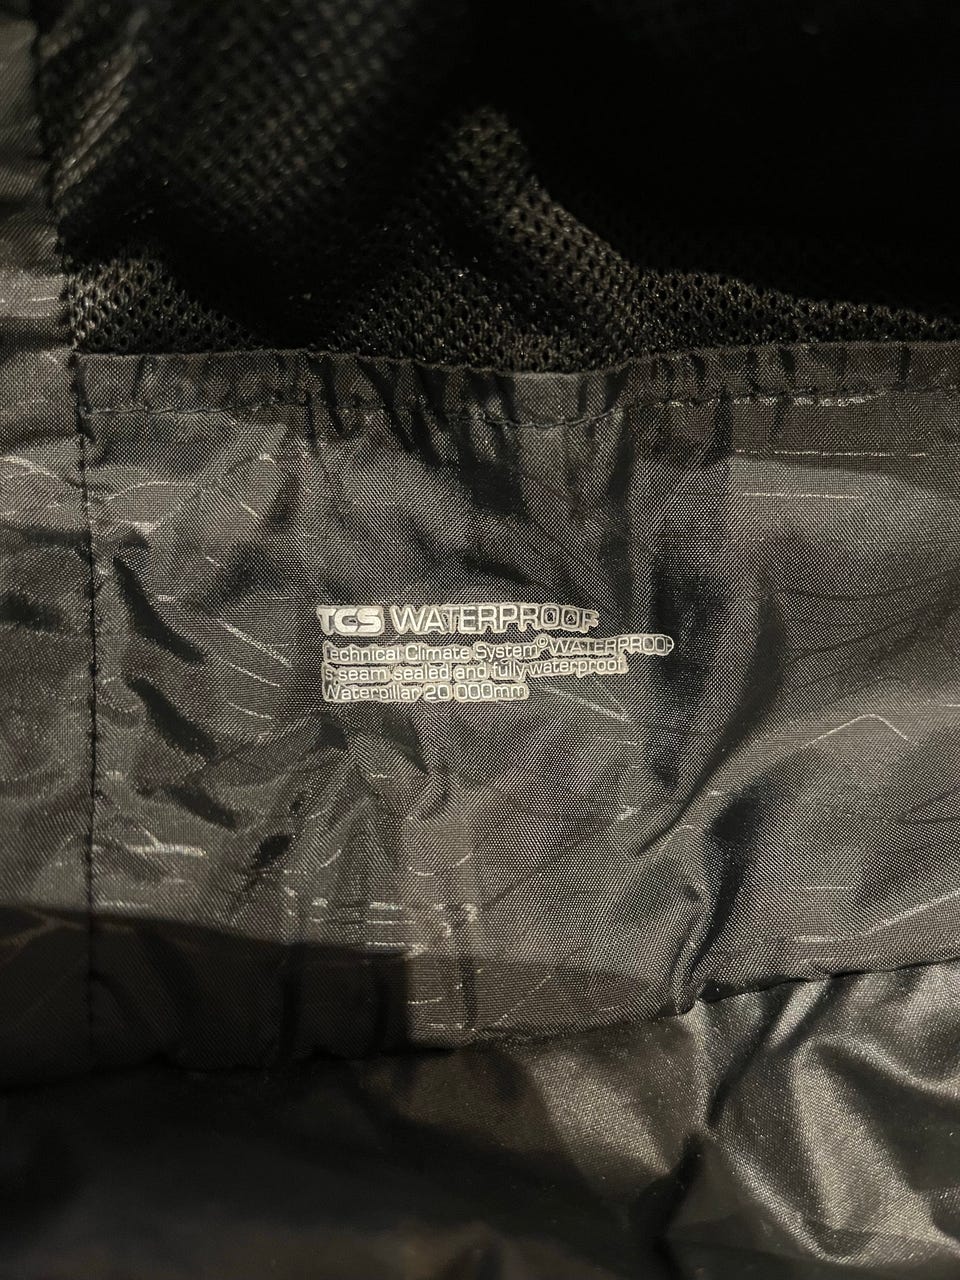 TCS WATERPROOF
Technical Climate System® WATERPROOF
is seam sealed and fully waterproof
Waterpillar 20 000mm